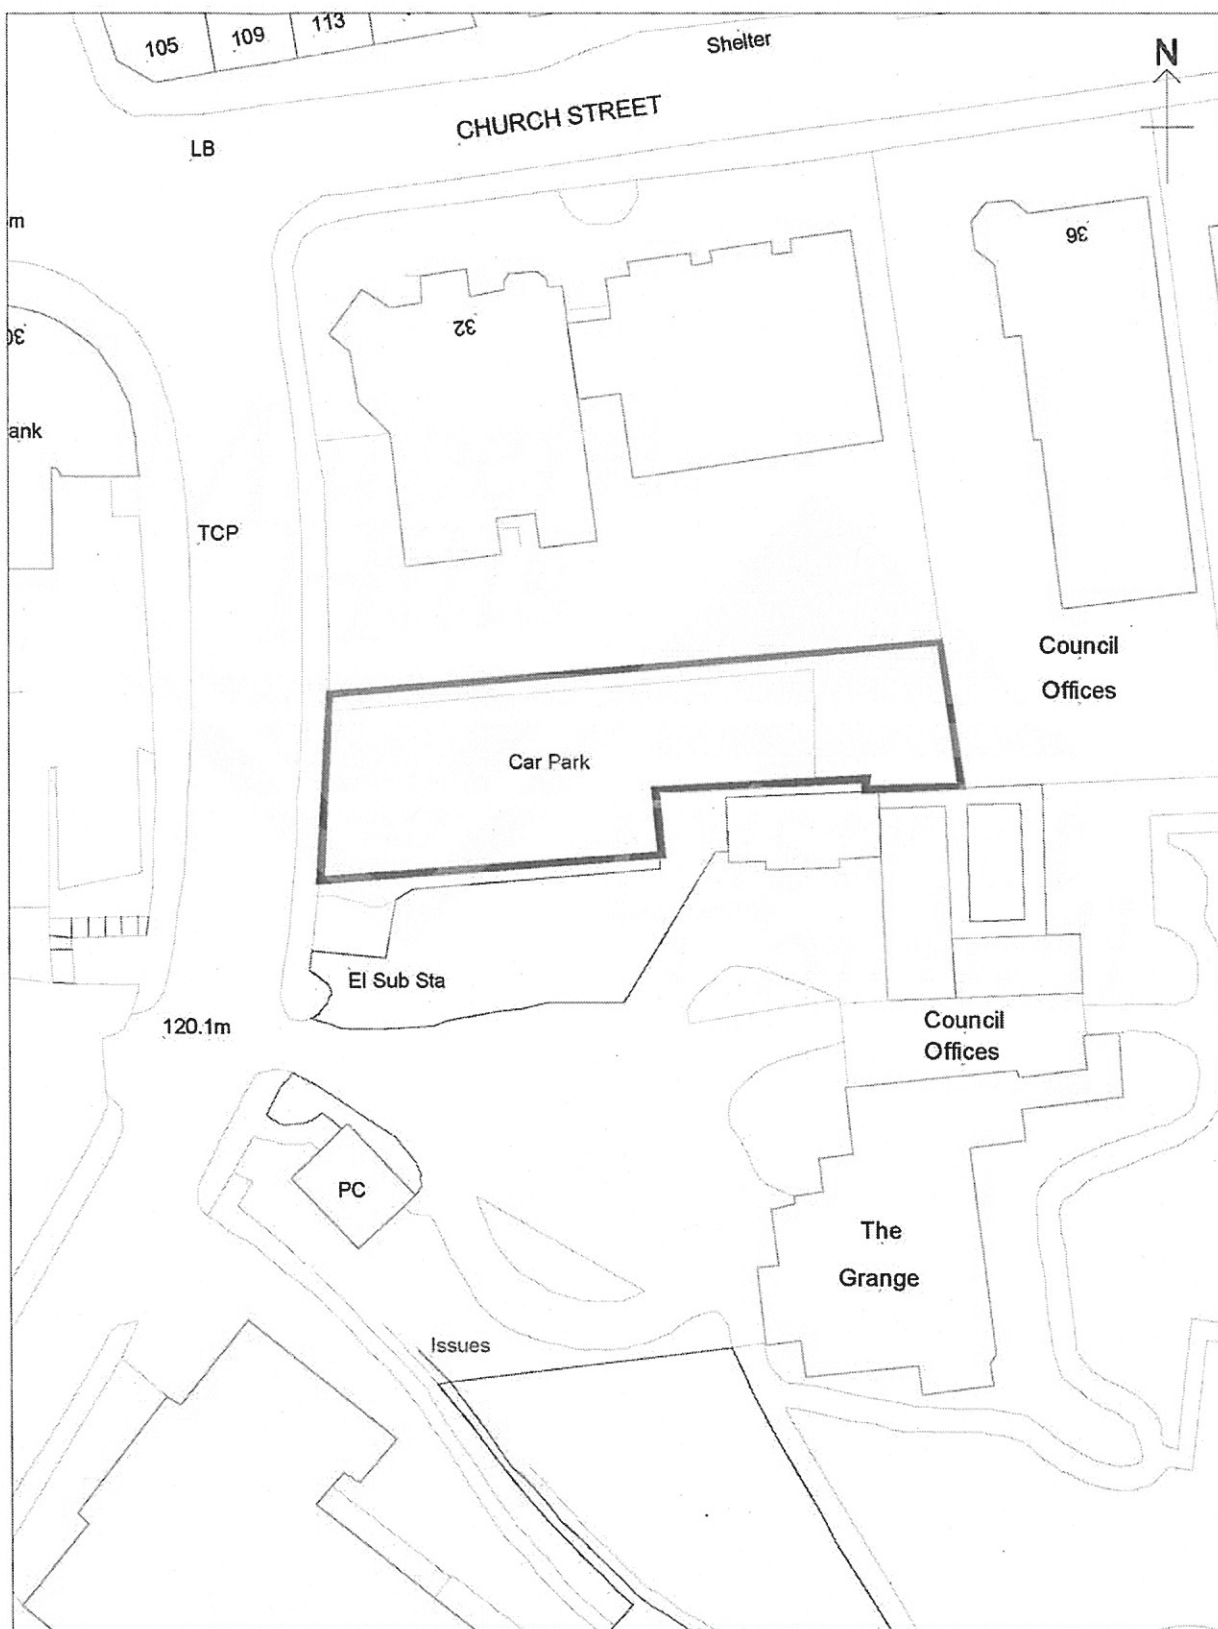 105
109
113
Shelter
N
CHURCH STREET
LB
m
36
32
ank
TCP
Council
Offices
Car Park
El Sub Sta
120.1m
Council
Offices
PC
The
Grange
Issues